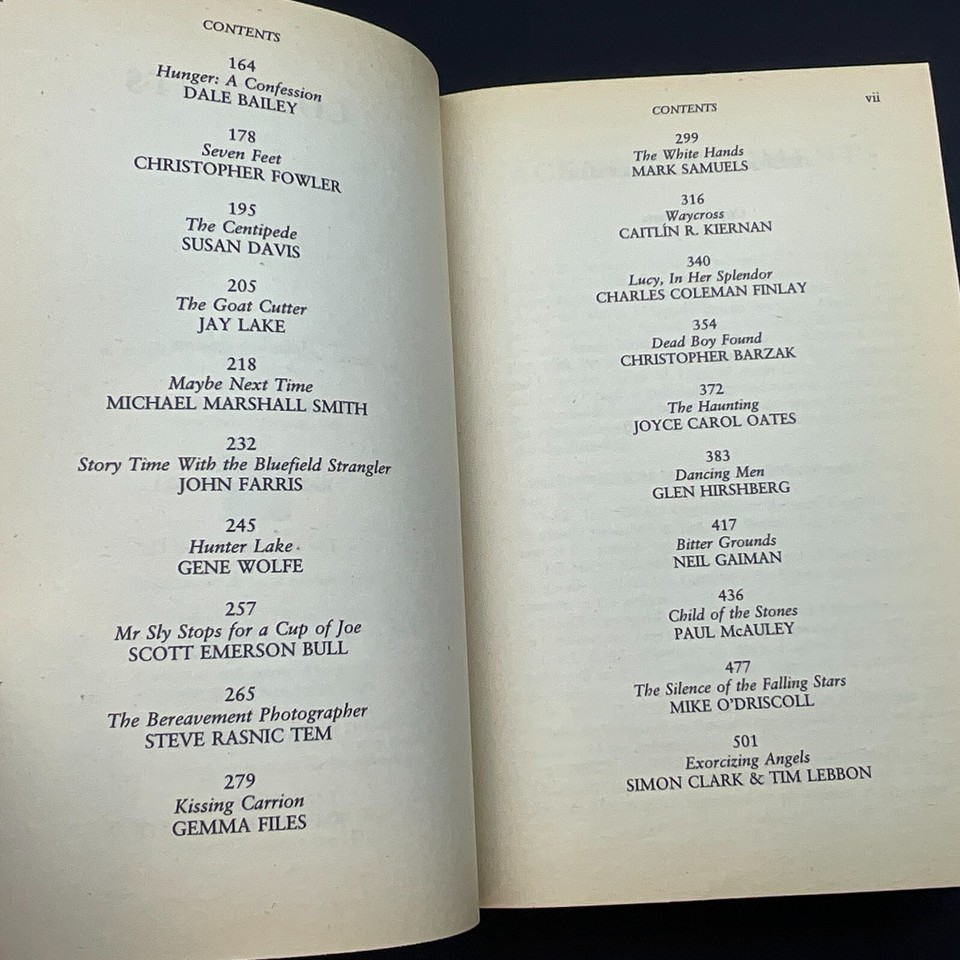 CONTENTS
164
Hunger: A Confession
DALE BAILEY
178
Seven Feet
CHRISTOPHER FOWLER
195
The Centipede
SUSAN DAVIS
205
The Goat Cutter
JAY LAKE
218
Maybe Next Time
MICHAEL MARSHALL SMITH
232
Story Time With the Bluefield Strangler
JOHN FARRIS
245
Hunter Lake
GENE WOLFE
257
Mr Sly Stops for a Cup of Joe
SCOTT EMERSON BULL
265
The Bereavement Photographer
STEVE RASNIC TEM
279
Kissing Carrion
GEMMA FILES
CONTENTS vii
299
The White Hands
MARK SAMUELS
316
Waycross
CAITLÍN R. KIERNAN
340
Lucy, In Her Splendor
CHARLES COLEMAN FINLAY
354
Dead Boy Found
CHRISTOPHER BARZAK
372
The Haunting
JOYCE CAROL OATES
383
Dancing Men
GLEN HIRSHBERG
417
Bitter Grounds
NEIL GAIMAN
436
Child of the Stones
PAUL McAULEY
477
The Silence of the Falling Stars
MIKE O'DRISCOLL
501
Exorcizing Angels
SIMON CLARK & TIM LEBBON